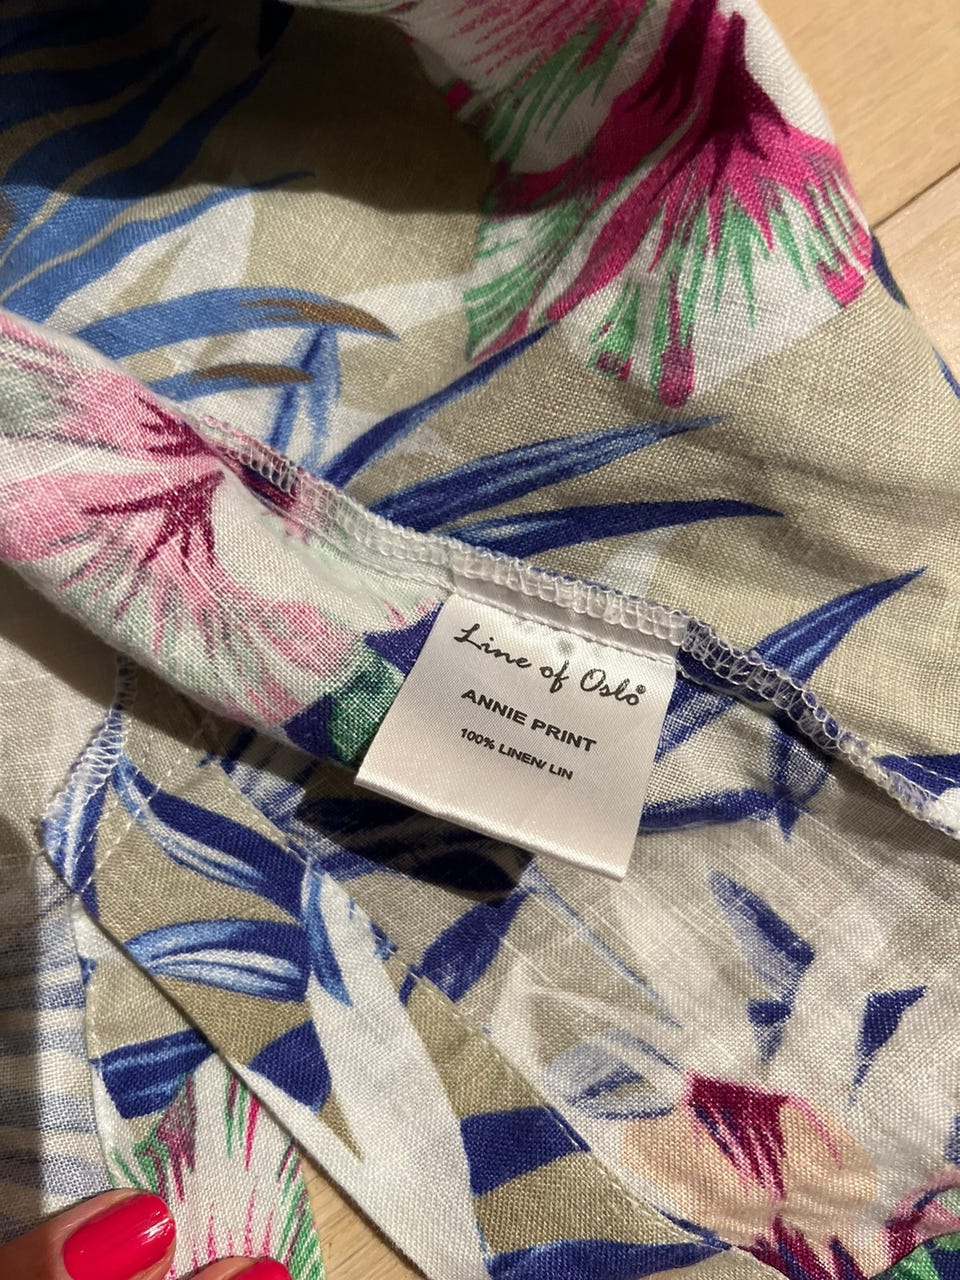 Line of Oslo
ANNIE PRINT
100% LINEN/ LIN